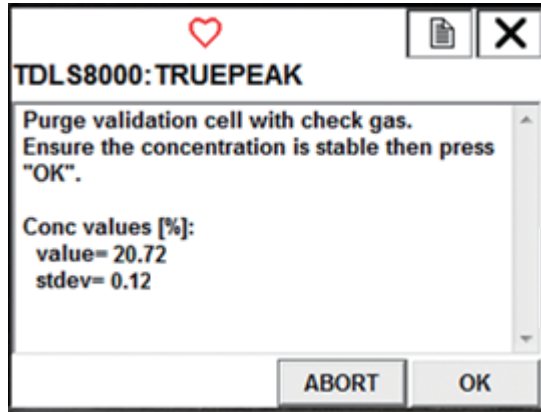 TDLS8000:TRUEPEAK
Purge validation cell with check gas.
Ensure the concentration is stable then press
"OK".
Conc values [%]:
value= 20.72
stdev= 0.12
ABORT
OK